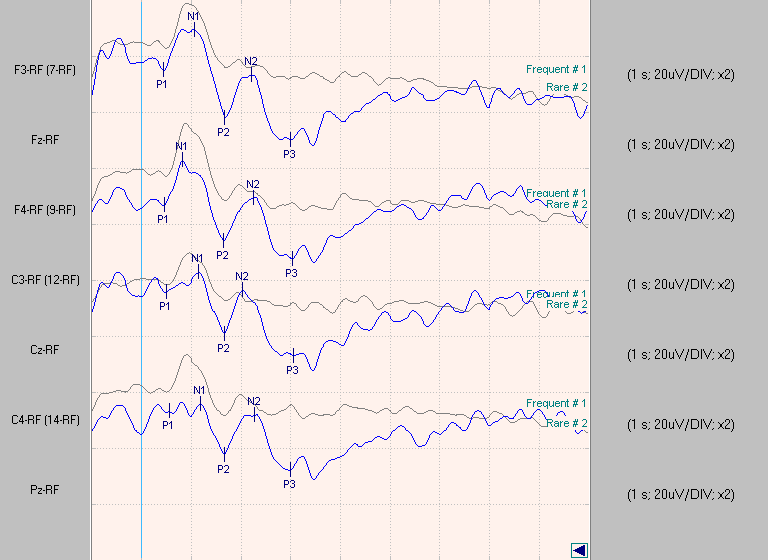 N1
F3-RF (7-RF)
P1
N2
Frequent # 1
(1 s; 20uV/DIV; x2)
Rare # 2
P2
Fz-RF
N1
P3
(1 s; 20uV/DIV; x2)
N2
Frequent # 1
Rare # 2
F4-RF (9-RF)
P1
(1 s; 20uV/DIV; x2)
P2
N1
P3
C3-RF (12-RF)
N2
(1 s; 20uV/DIV; x2)
Frequent # 1
P1
Rare # 2
Cz-RF
P2
(1 s; 20uV/DIV; x2)
P3
N1
N2
Frequent # 1
C4-RF (14-RF)
P1
Rare # 2
(1 s; 20uV/DIV; x2)
P2
P3
Pz-RF
(1 s; 20uV/DIV; x2)